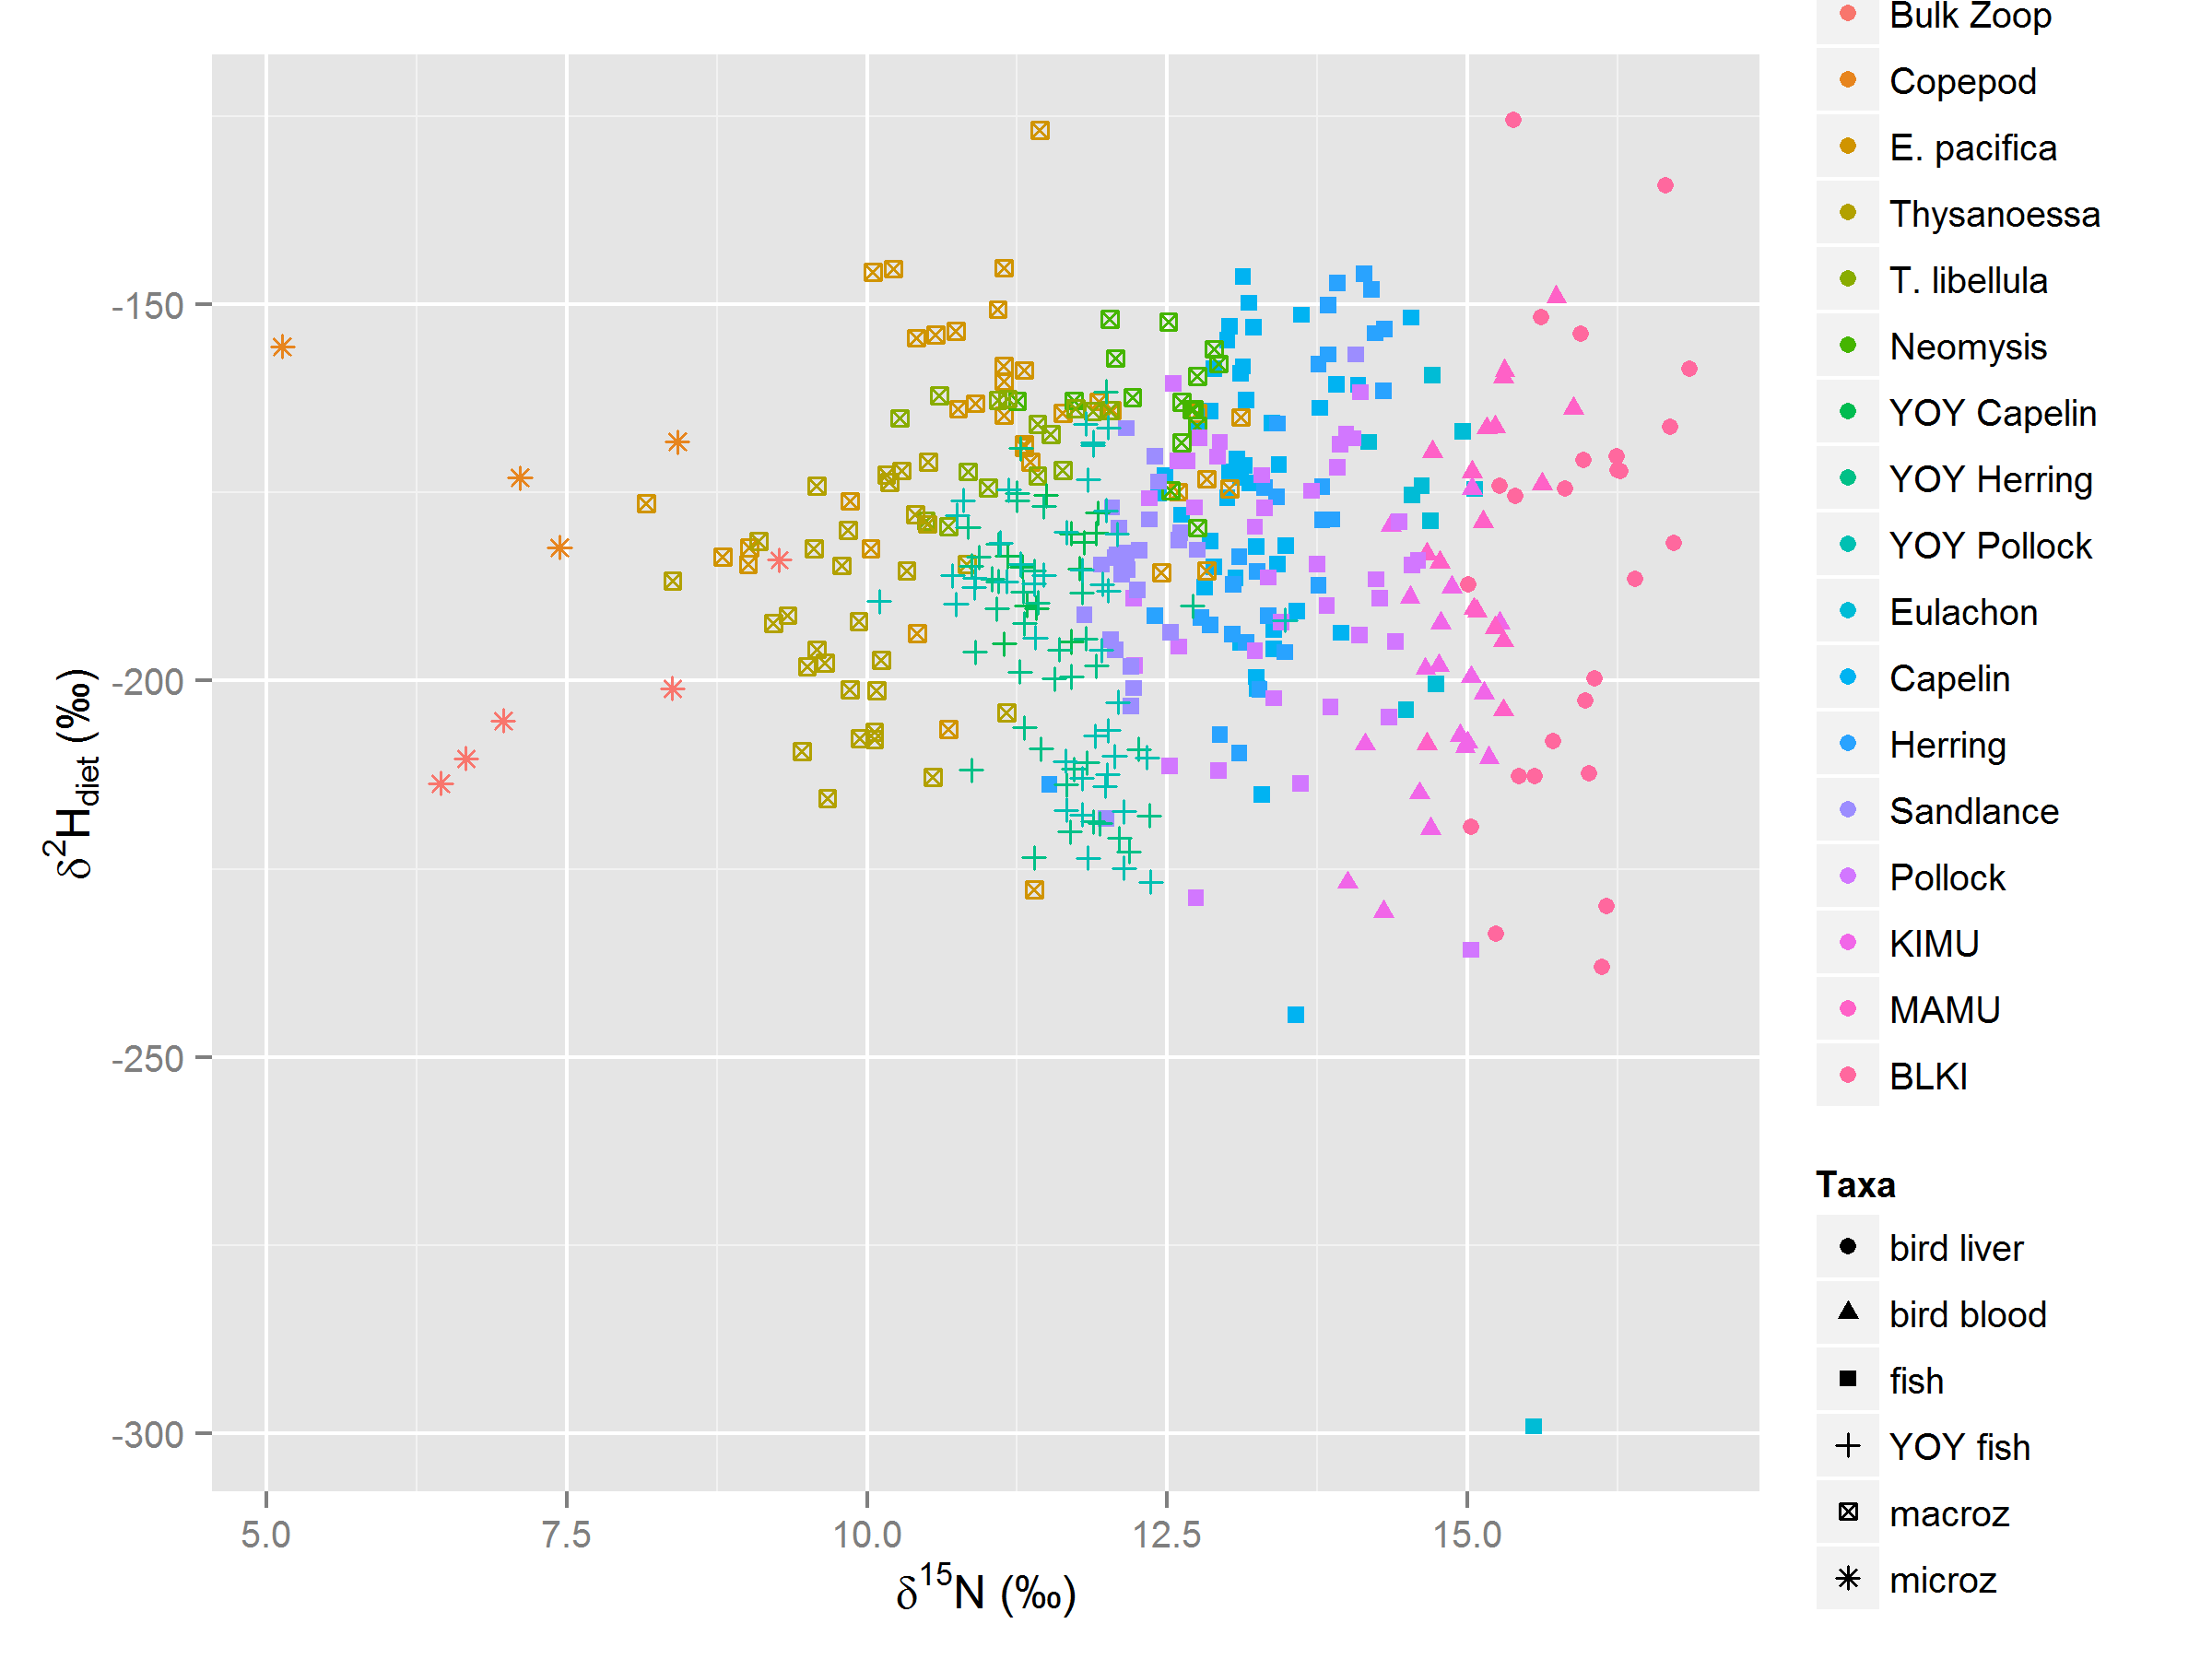 Bulk Zoop
Copepod
E. pacifica
Thysanoessa
T. libellula
Neomysis
YOY Capelin
YOY Herring
YOY Pollock
Eulachon
Capelin
Herring
Sandlance
Pollock
KIMU
MAMU
BLKI
Taxa
bird liver
bird blood
fish
YOY fish
macroz
microz
-150
-200
-250
-300
δ²H_diet (‰)
5.0 7.5 10.0 12.5 15.0
δ¹⁵N (‰)